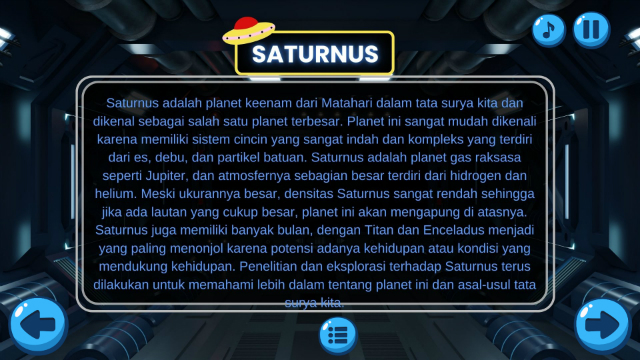 SATURNUS
Saturnus adalah planet keenam dari Matahari dalam tata surya kita dan
dikenal sebagai salah satu planet terbesar. Planet ini sangat mudah dikenali
karena memiliki sistem cincin yang sangat indah dan kompleks yang terdiri
dari es, debu, dan partikel batuan. Saturnus adalah planet gas raksasa
seperti Jupiter, dan atmosfernya sebagian besar terdiri dari hidrogen dan
helium. Meski ukurannya besar, densitas Saturnus sangat rendah sehingga
jika ada lautan yang cukup besar, planet ini akan mengapung di atasnya.
Saturnus juga memiliki banyak bulan, dengan Titan dan Enceladus menjadi
yang paling menonjol karena potensi adanya kehidupan atau kondisi yang
mendukung kehidupan. Penelitian dan eksplorasi terhadap Saturnus terus
dilakukan untuk memahami lebih dalam tentang planet ini dan asal-usul tata
surya kita.